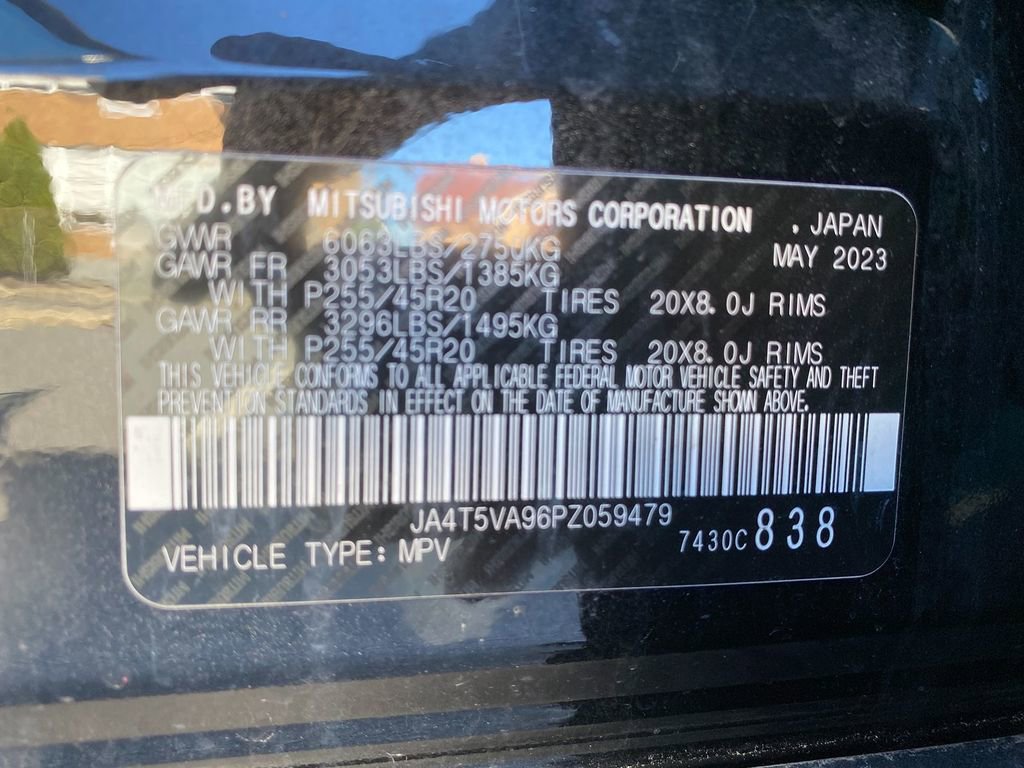 MFD.BY MITSUBISHI MOTORS CORPORATION , JAPAN
GVWR 6063LBS/2750KG MAY 2023
GAWR FR 3053LBS/1385KG
WITH P255/45R20 TIRES 20X8.0J RIMS
GAWR RR 3296LBS/1495KG
WITH P255/45R20 TIRES 20X8.0J RIMS
THIS VEHICLE CONFORMS TO ALL APPLICABLE FEDERAL MOTOR VEHICLE SAFETY AND THEFT
PREVENTION STANDARDS IN EFFECT ON THE DATE OF MANUFACTURE SHOWN ABOVE.
JA4T5VA96PZ059479
VEHICLE TYPE: MPV 7430C 838